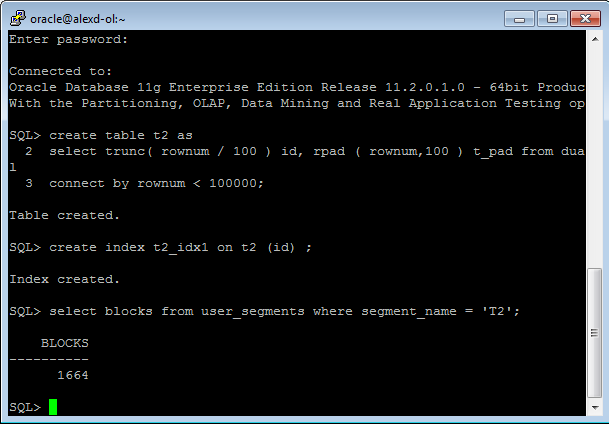 oracle@alexd-ol:~
Enter password:
Connected to:
Oracle Database 11g Enterprise Edition Release 11.2.0.1.0 - 64bit Produc
With the Partitioning, OLAP, Data Mining and Real Application Testing op
SQL> create table t2 as
  2  select trunc( rownum / 100 ) id, rpad ( rownum,100 ) t_pad from dua
l
  3  connect by rownum < 100000;
Table created.
SQL> create index t2_idx1 on t2 (id) ;
Index created.
SQL> select blocks from user_segments where segment_name = 'T2';
    BLOCKS
----------
      1664
SQL>